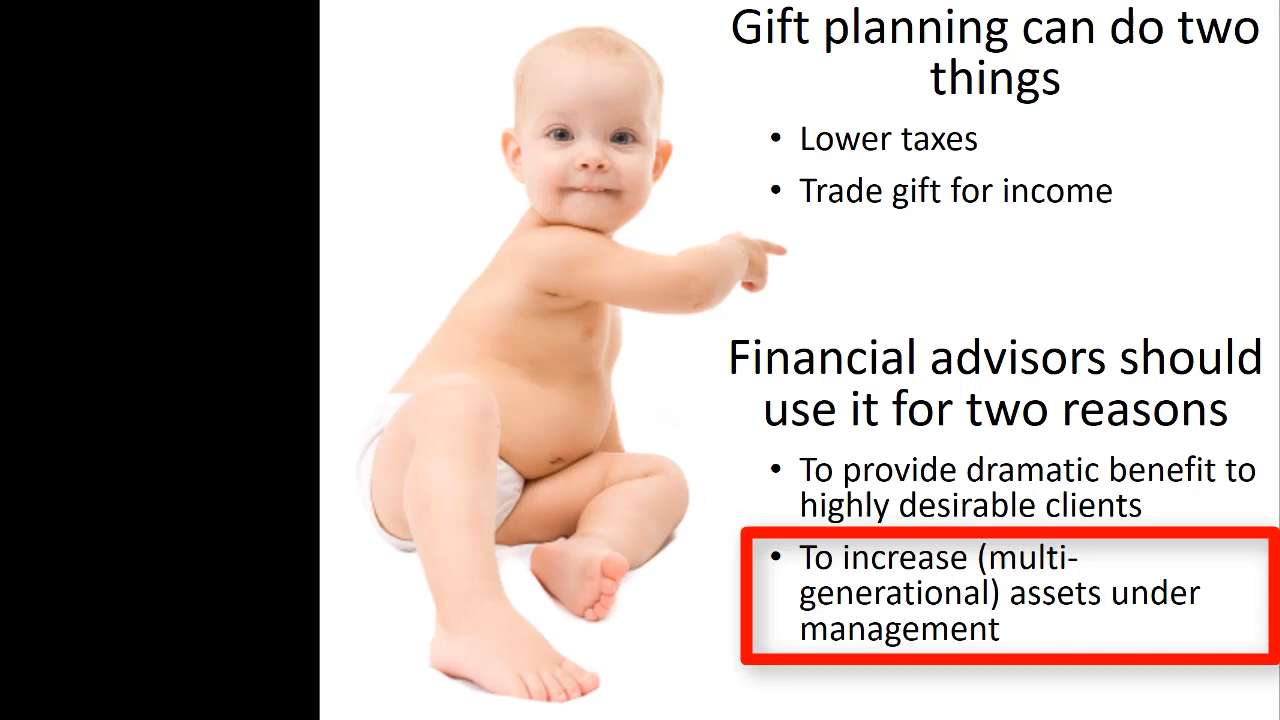 Gift planning can do two
things
• Lower taxes
• Trade gift for income
Financial advisors should
use it for two reasons
• To provide dramatic benefit to
highly desirable clients
• To increase (multi-
generational) assets under
management